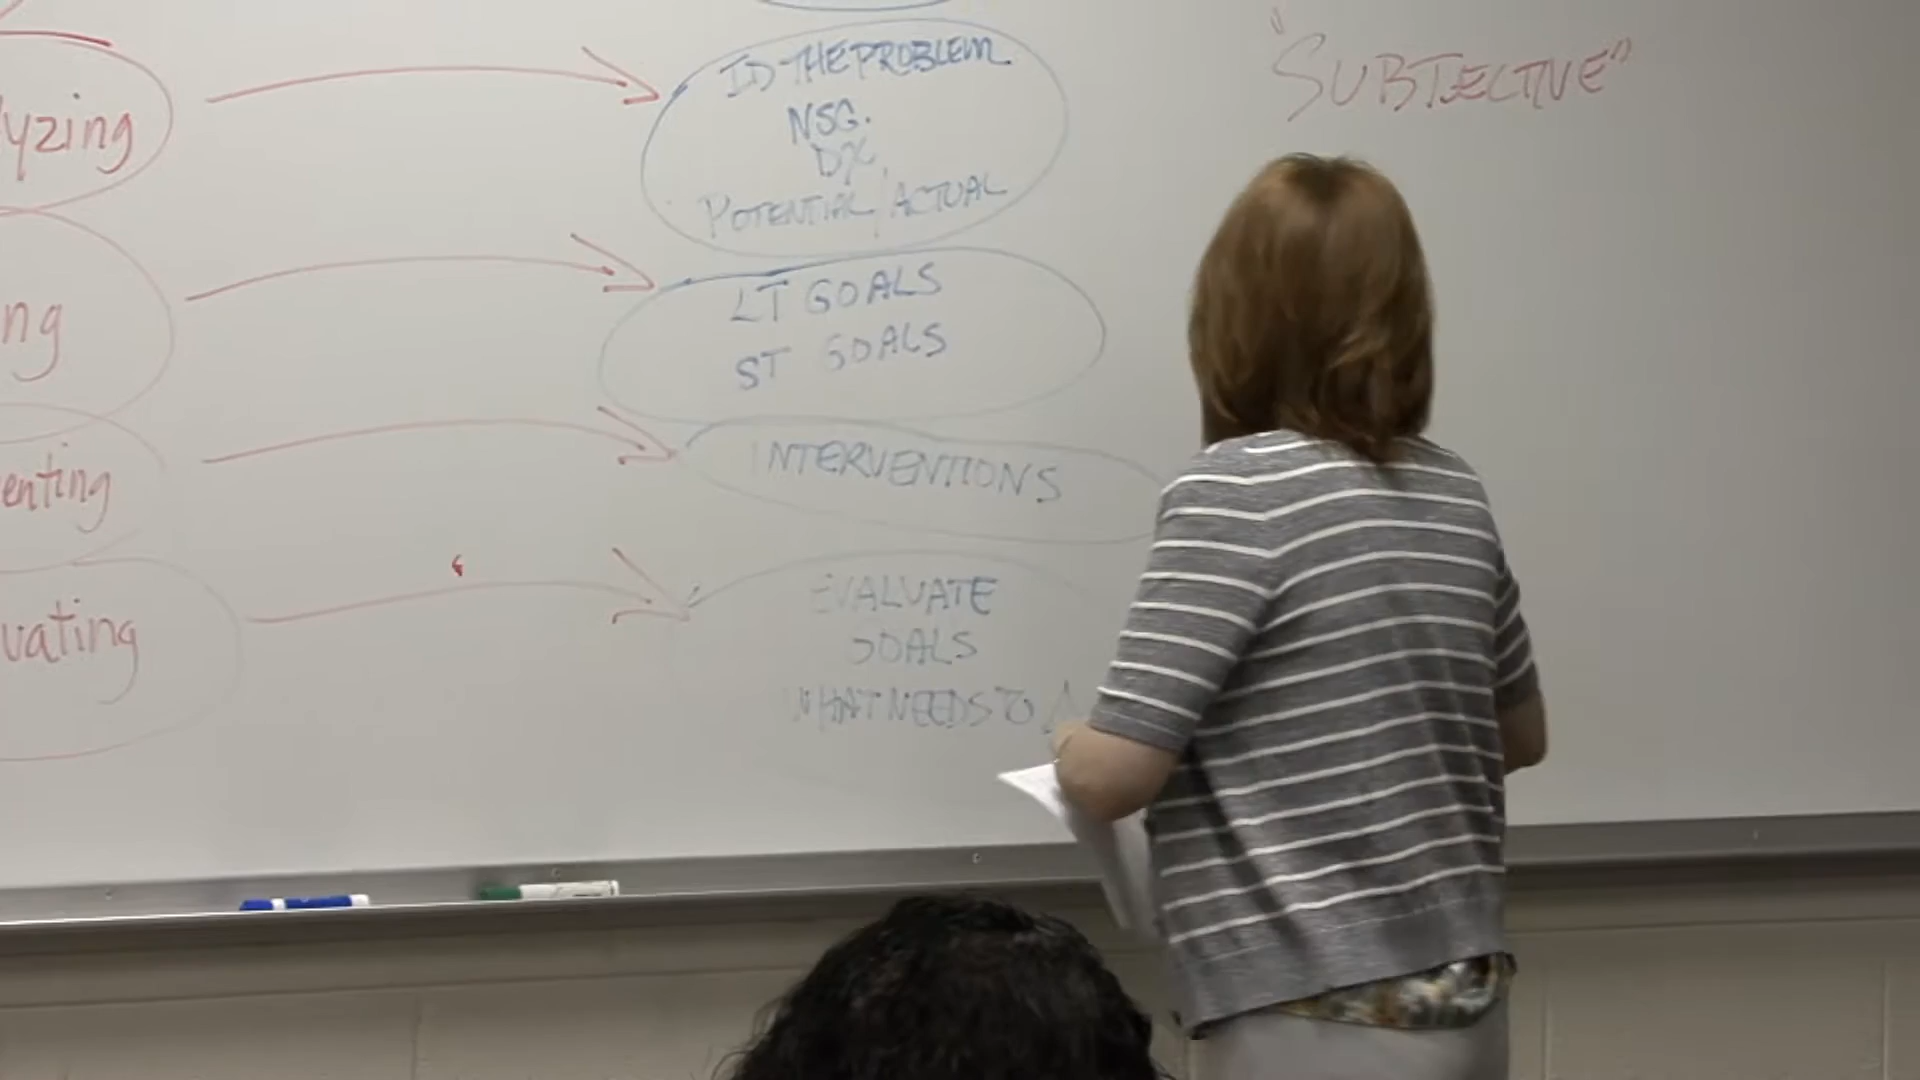 yzing
ID THE PROBLEM
NSG.
DX
POTENTIAL/ACTUAL
ng
LT GOALS
ST GOALS
enting
INTERVENTIONS
uating
EVALUATE
GOALS
WHAT NEEDS TO Δ
"SUBJECTIVE"